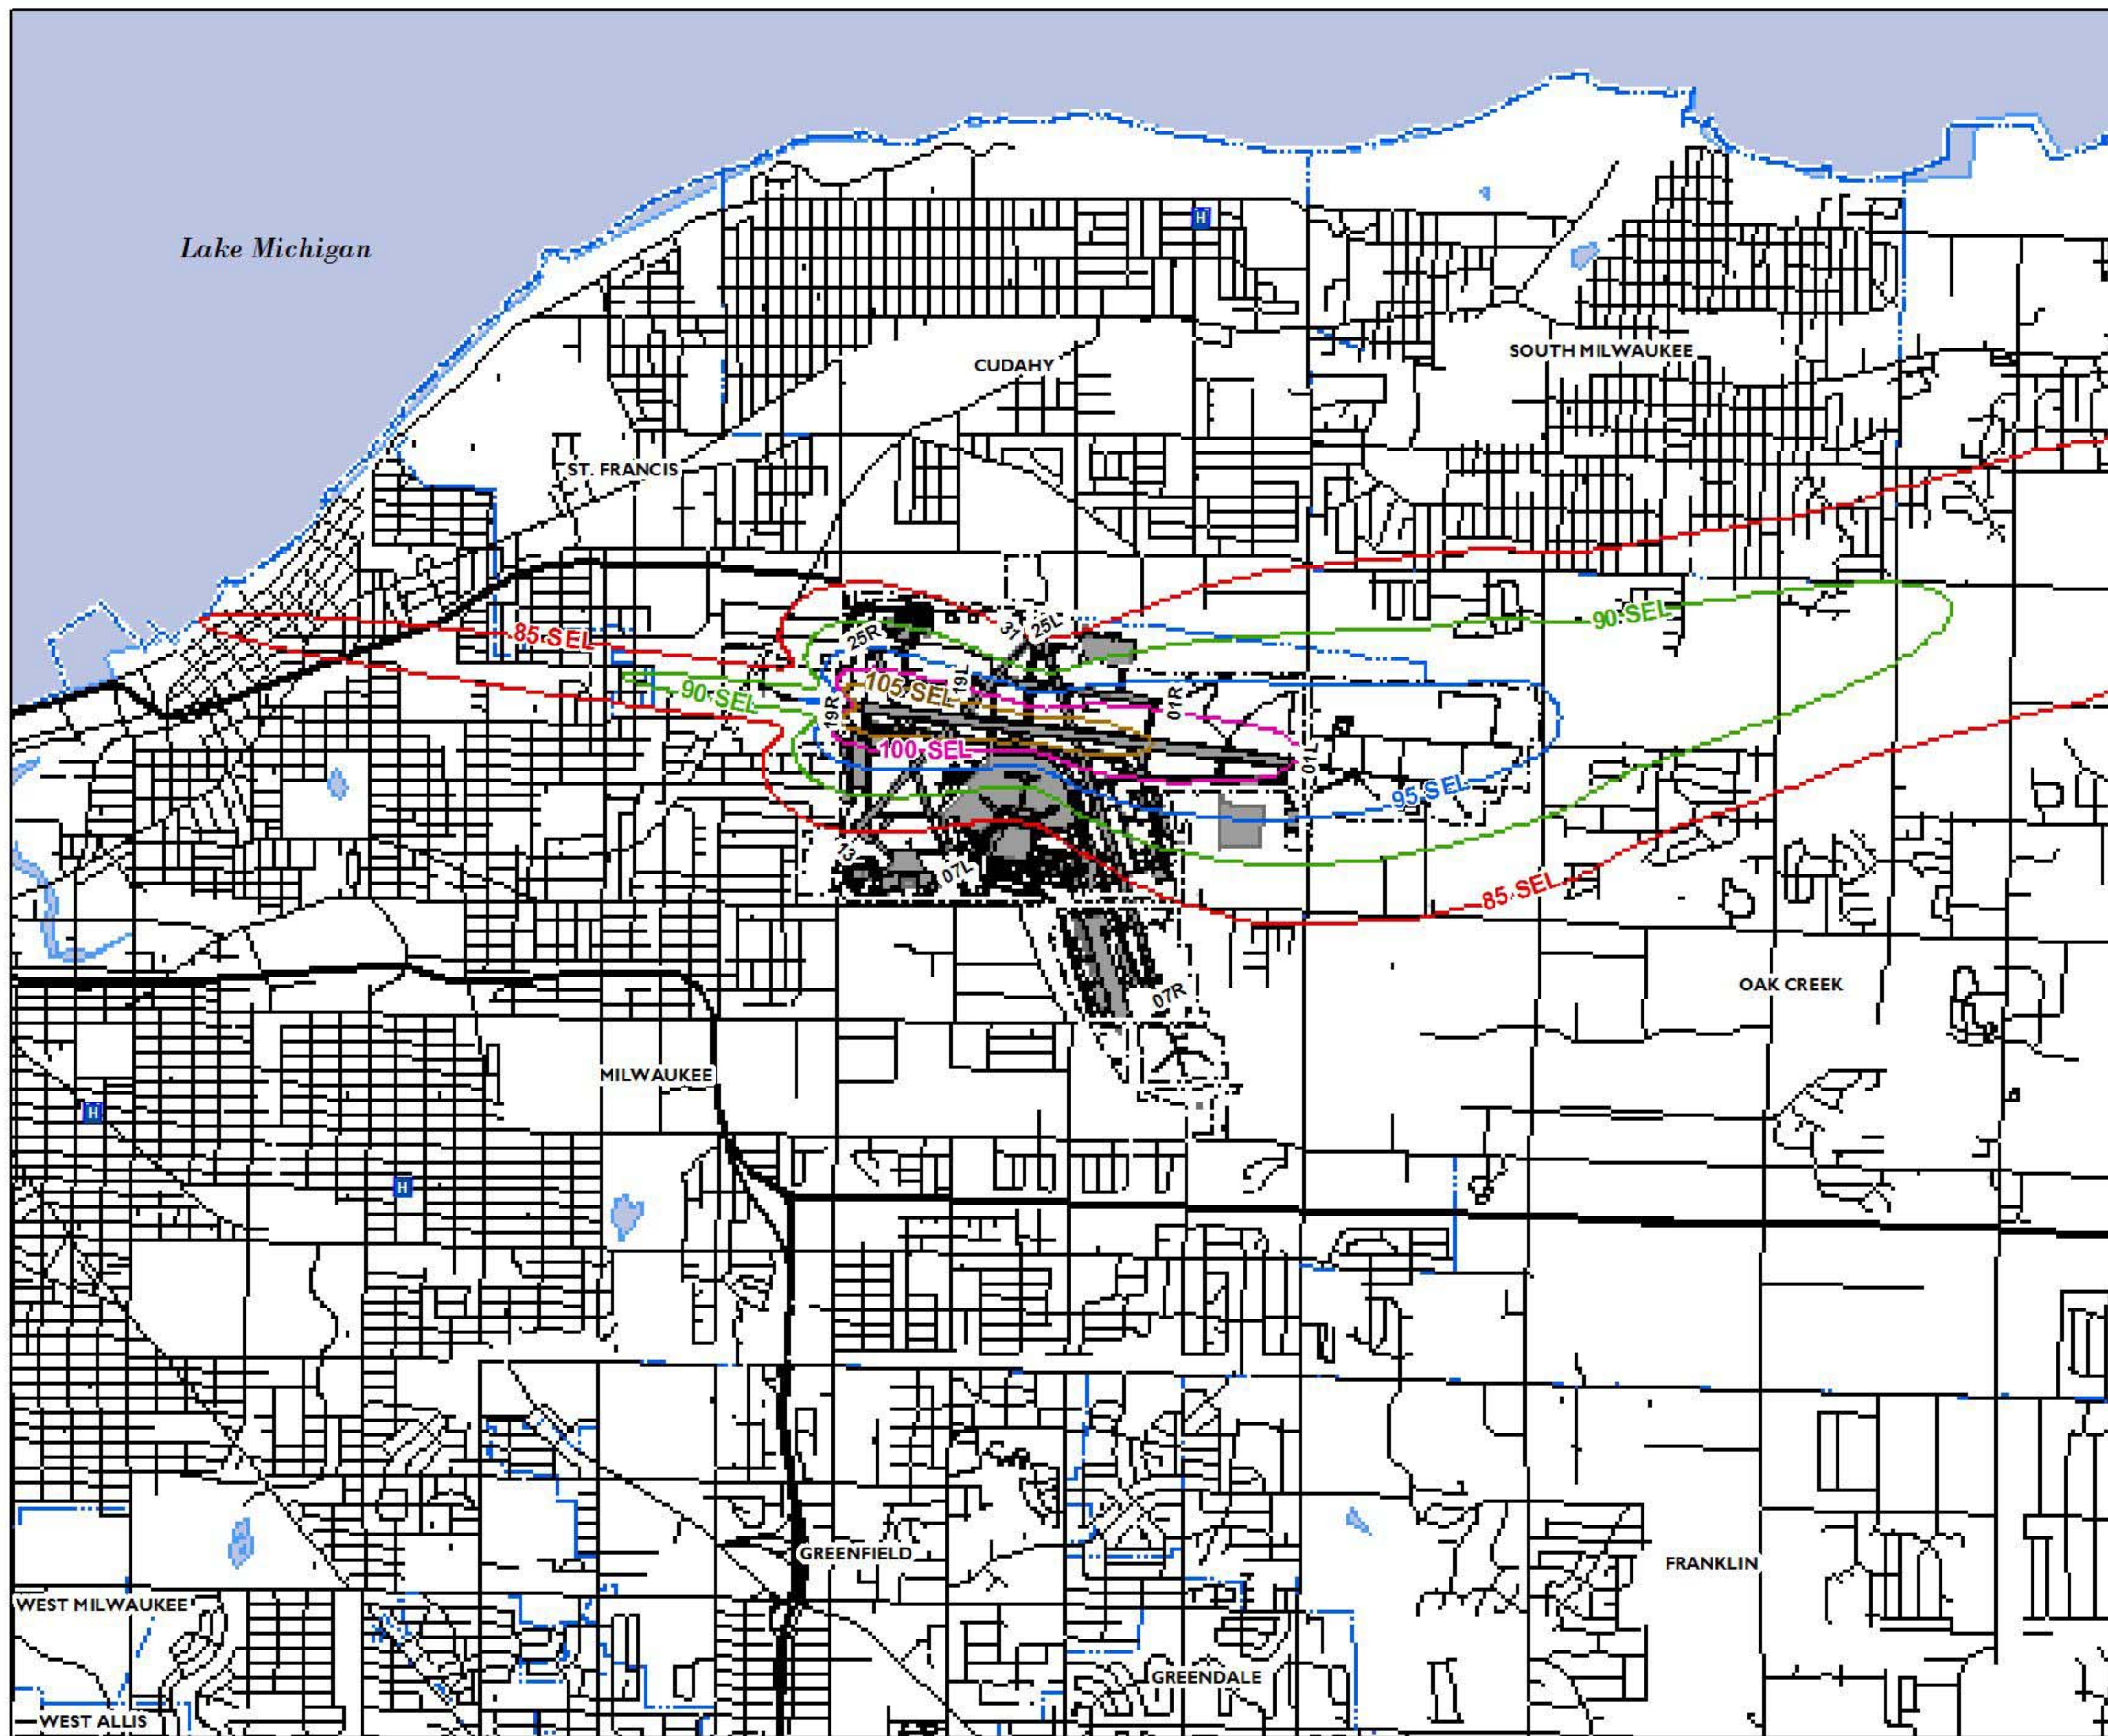 H
Lake Michigan
SOUTH MILWAUKEE
CUDAHY
ST. FRANCIS
90 SEL
85 SEL
25R
31
25L
90 SEL
105 SEL
19L
01R
19R
100 SEL
01L
95 SEL
13
07L
85 SEL
07R
OAK CREEK
MILWAUKEE
H
H
GREENFIELD
FRANKLIN
WEST MILWAUKEE
GREENDALE
WEST ALLIS